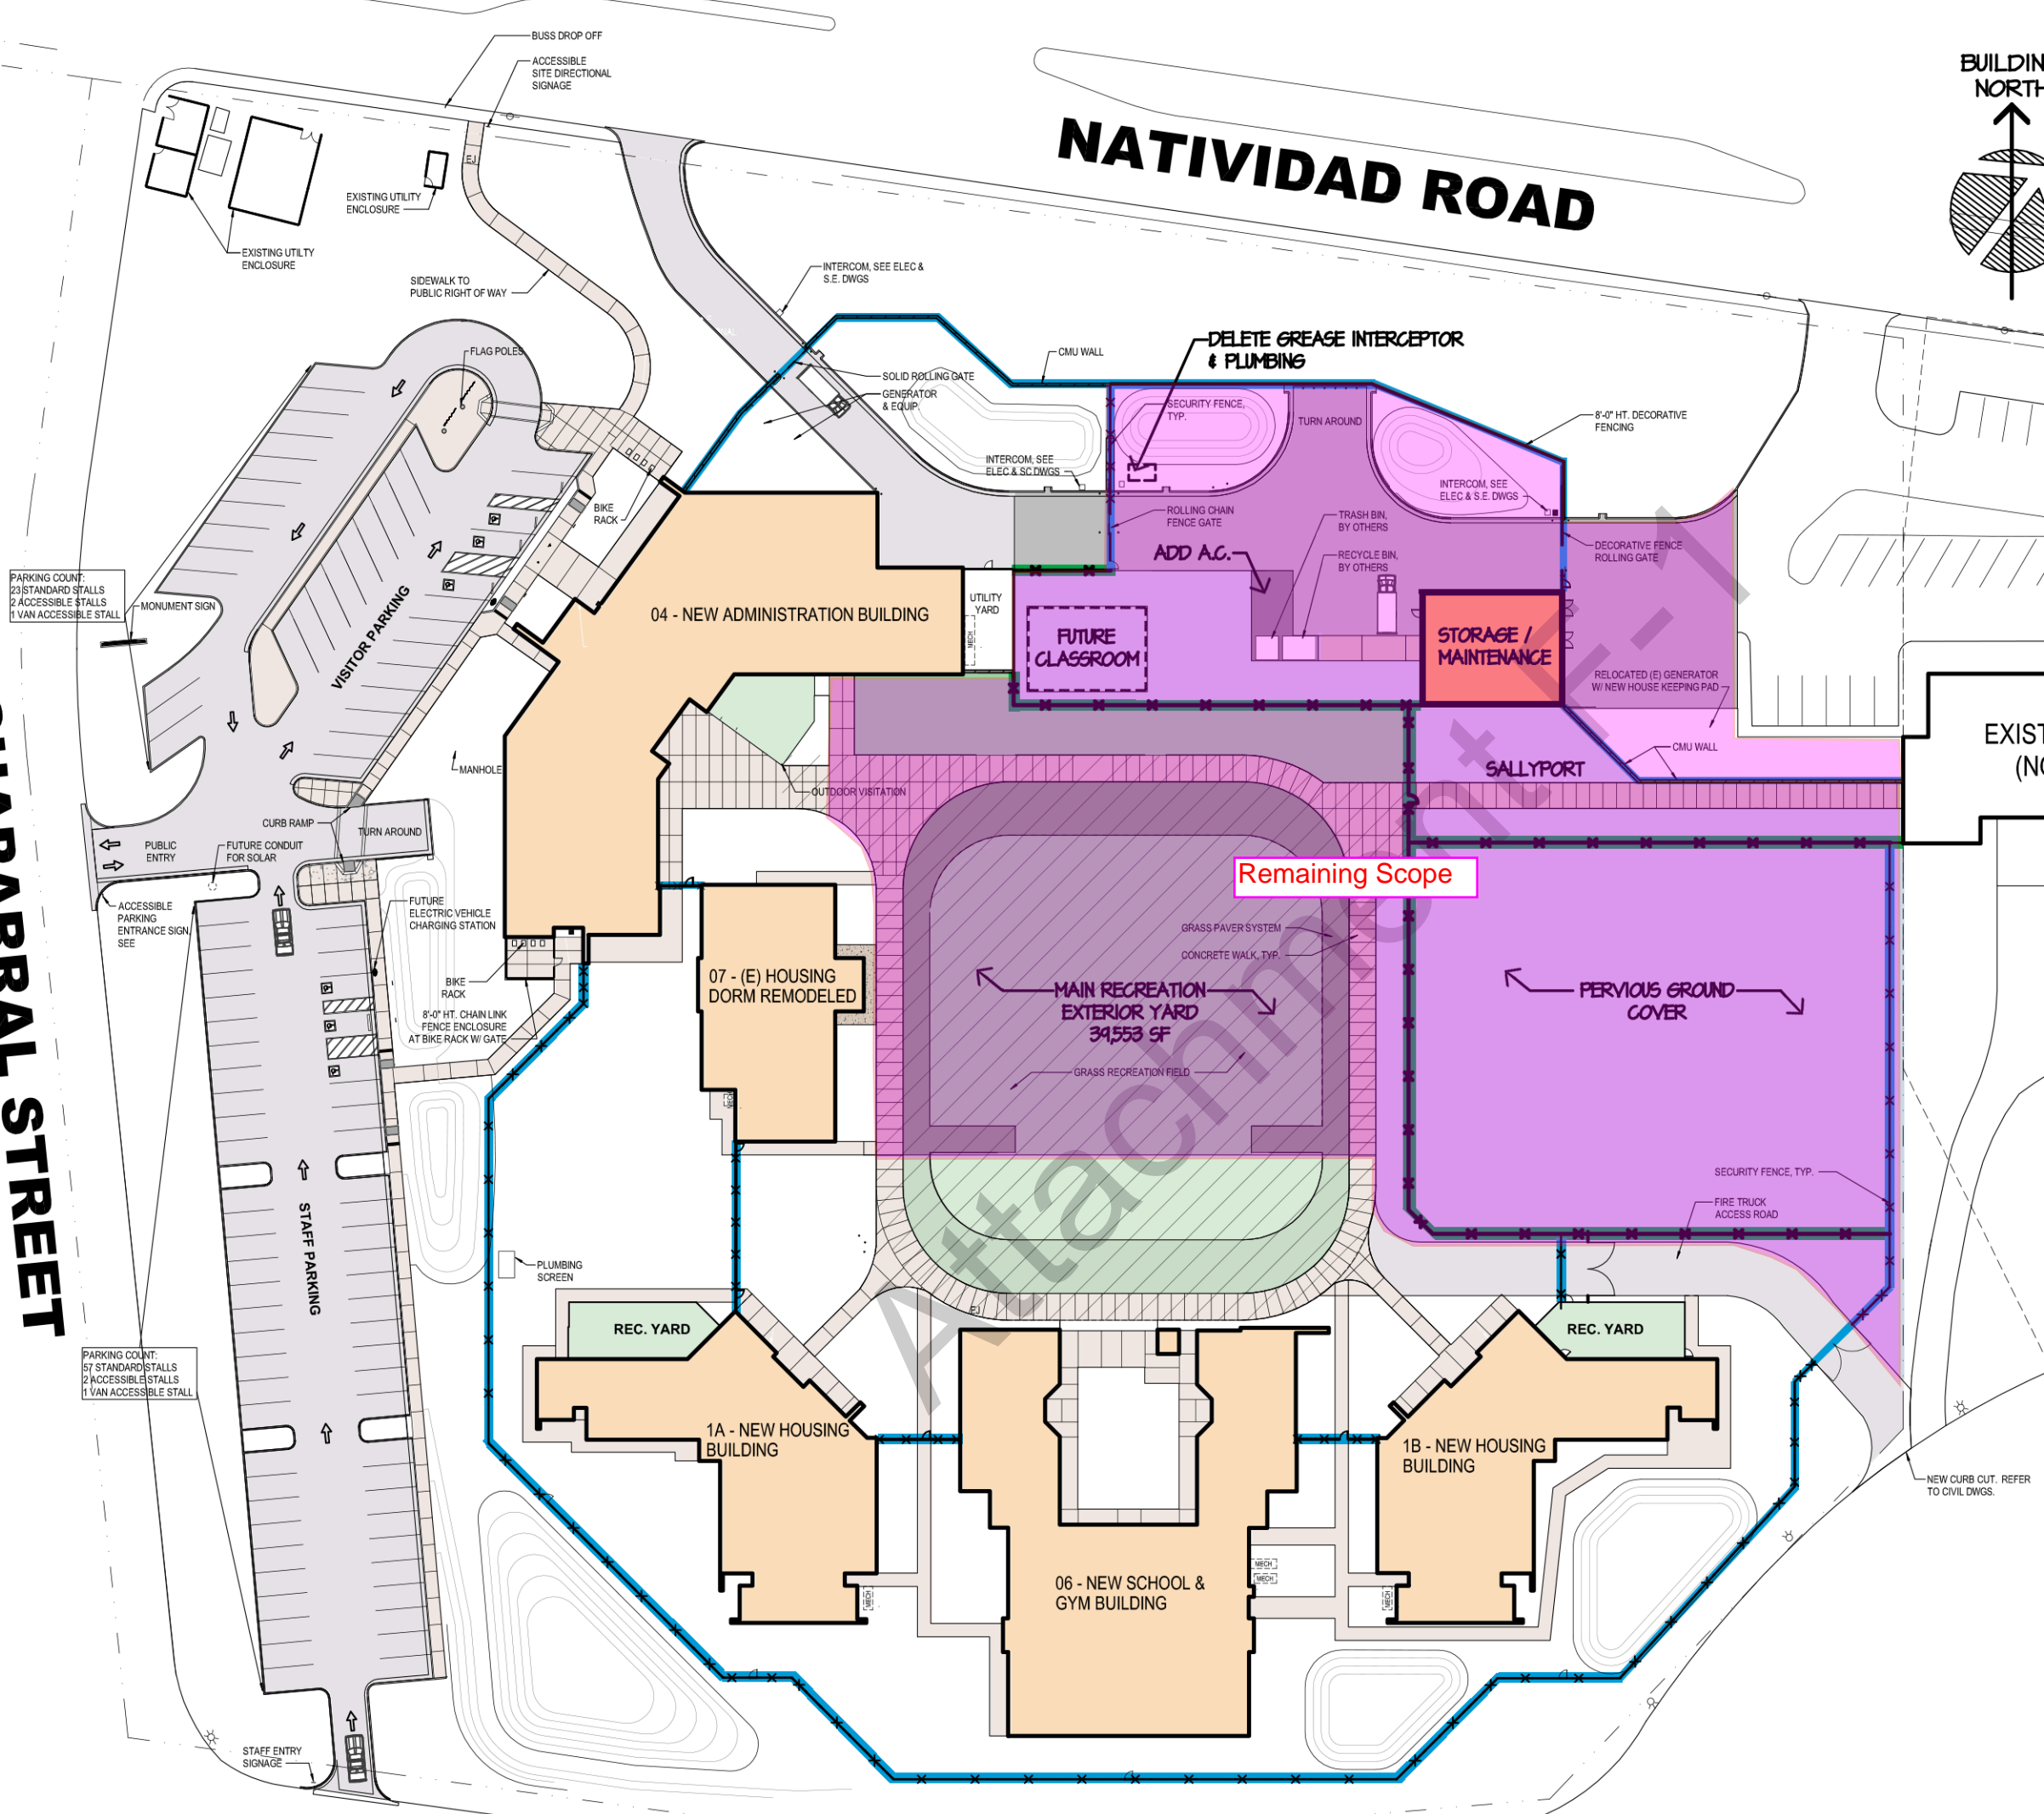 BUSS DROP OFF
ACCESSIBLE
SITE DIRECTIONAL
SIGNAGE
NATIVIDAD ROAD
EJ
EXISTING UTILITY
ENCLOSURE
EXISTING UTILTY
ENCLOSURE
SIDEWALK TO
PUBLIC RIGHT OF WAY
INTERCOM, SEE ELEC &
S.E. DWGS
DELETE GREASE INTERCEPTOR
& PLUMBING
FLAG POLES
CMU WALL
SOLID ROLLING GATE
GENERATOR
& EQUIP.
SECURITY FENCE,
TYP.
TURN AROUND
8'-0" HT. DECORATIVE
FENCING
INTERCOM, SEE
ELEC & SC DWGS
INTERCOM, SEE
ELEC & S.E. DWGS
BIKE
RACK
ROLLING CHAIN
FENCE GATE
TRASH BIN,
BY OTHERS
ADD A.C.
RECYCLE BIN,
BY OTHERS
DECORATIVE FENCE
ROLLING GATE
PARKING COUNT:
23 STANDARD STALLS
2 ACCESSIBLE STALLS
1 VAN ACCESSIBLE STALL
MONUMENT SIGN
VISITOR PARKING
04 - NEW ADMINISTRATION BUILDING
UTILITY
YARD
MECH
FUTURE
CLASSROOM
STORAGE /
MAINTENANCE
RELOCATED (E) GENERATOR
W/ NEW HOUSE KEEPING PAD
MANHOLE
CMU WALL
SALLYPORT
OUTDOOR VISITATION
CURB RAMP
TURN AROUND
PUBLIC
ENTRY
FUTURE CONDUIT
FOR SOLAR
Remaining Scope
ACCESSIBLE
PARKING
ENTRANCE SIGN,
SEE
FUTURE
ELECTRIC VEHICLE
CHARGING STATION
GRASS PAVER SYSTEM
CONCRETE WALK, TYP.
BIKE
RACK
07 - (E) HOUSING
DORM REMODELED
MAIN RECREATION
EXTERIOR YARD
39,553 SF
PERVIOUS GROUND
COVER
8'-0" HT. CHAIN LINK
FENCE ENCLOSURE
AT BIKE RACK W/ GATE
GRASS RECREATION FIELD
SECURITY FENCE, TYP.
FIRE TRUCK
ACCESS ROAD
STAFF PARKING
PLUMBING
SCREEN
EJ
REC. YARD
REC. YARD
PARKING COUNT:
57 STANDARD STALLS
2 ACCESSIBLE STALLS
1 VAN ACCESSIBLE STALL
1A - NEW HOUSING
BUILDING
1B - NEW HOUSING
BUILDING
NEW CURB CUT. REFER
TO CIVIL DWGS.
06 - NEW SCHOOL &
GYM BUILDING
MECH
MECH
MECH
MECH
STAFF ENTRY
SIGNAGE
STREET
Attachment F-1